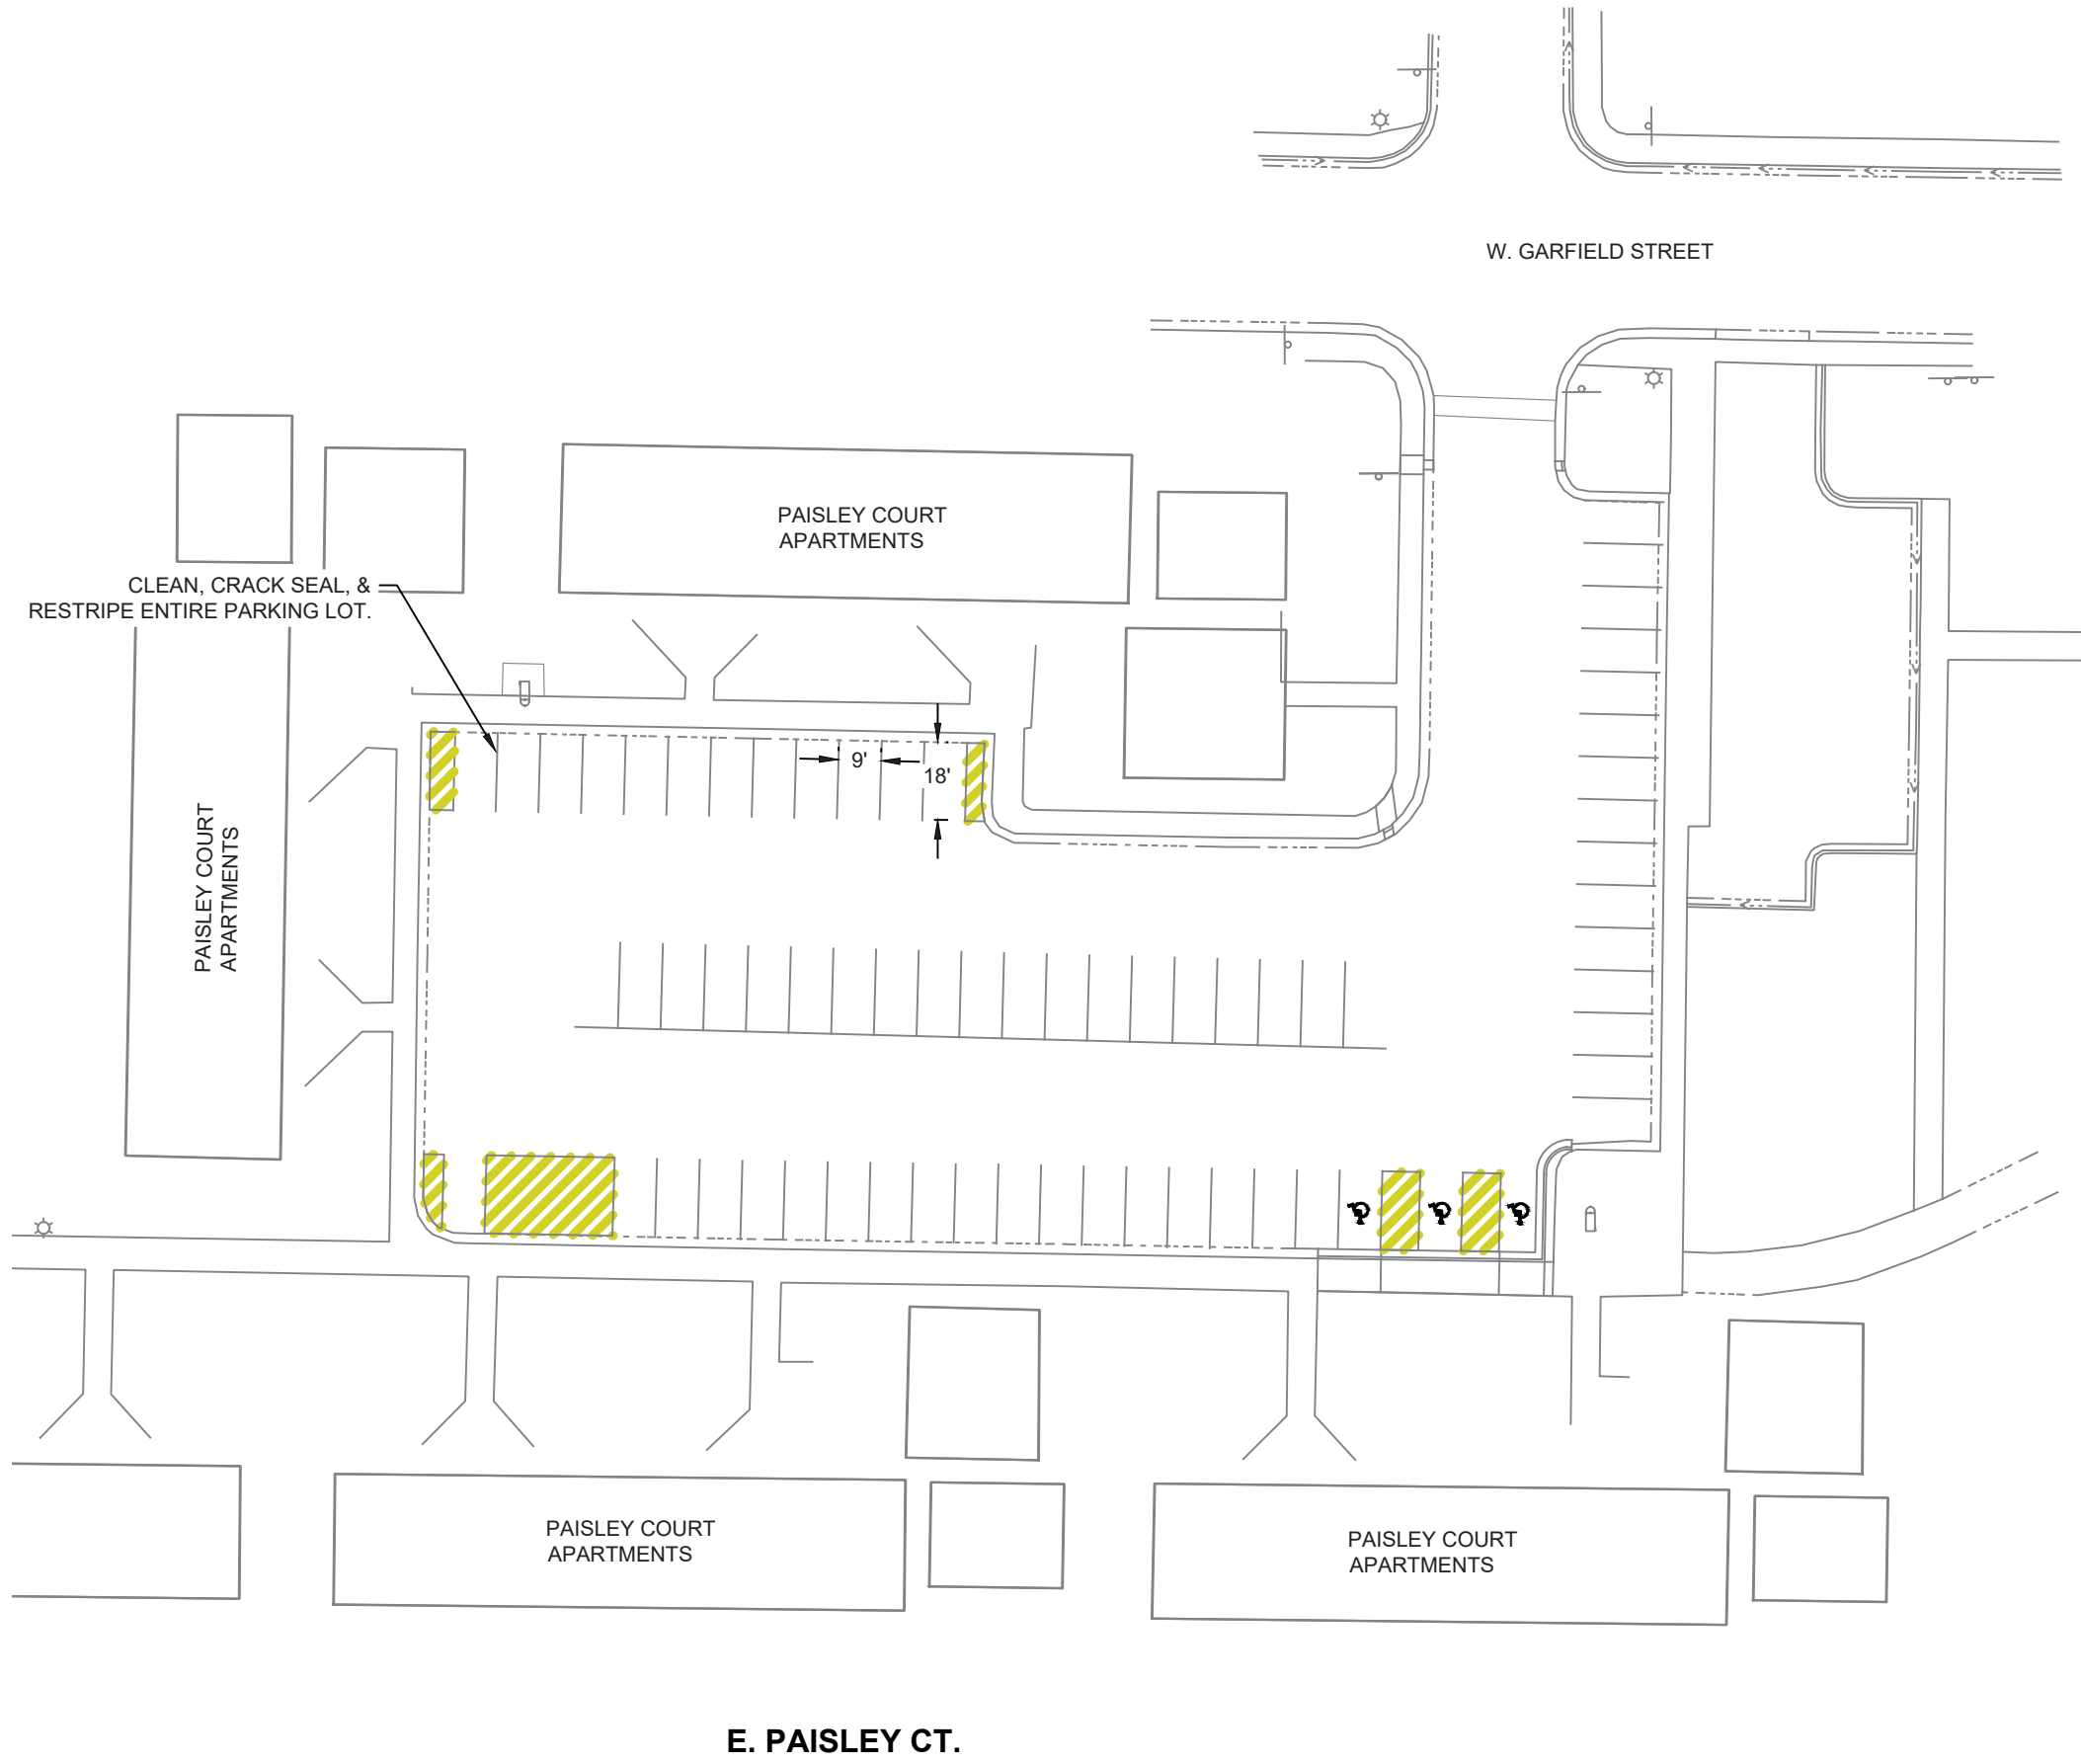 W. GARFIELD STREET
PAISLEY COURT
APARTMENTS
CLEAN, CRACK SEAL, &
RESTRIPE ENTIRE PARKING LOT.
9'
18'
PAISLEY COURT
APARTMENTS
PAISLEY COURT
APARTMENTS
PAISLEY COURT
APARTMENTS
E. PAISLEY CT.